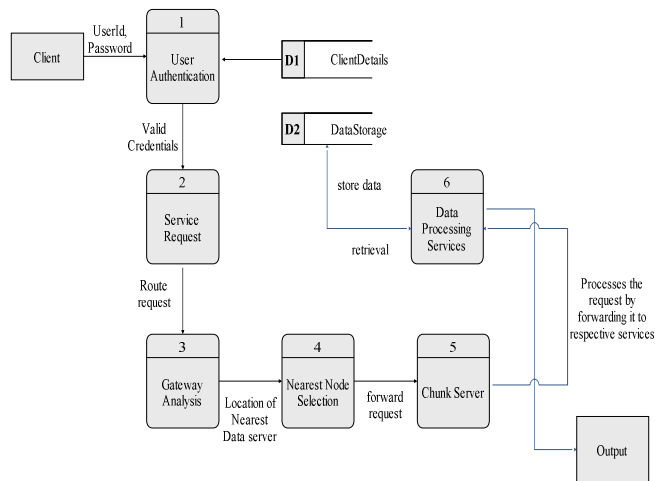 Client
UserId,
Password
1
User
Authentication
D1
ClientDetails
D2
DataStorage
Valid
Credentials
2
Service
Request
store data
retrieval
6
Data
Processing
Services
Route
request
Processes the
request by
forwarding it to
respective services
3
Gateway
Analysis
Location of
Nearest
Data server
4
Nearest Node
Selection
forward
request
5
Chunk Server
Output